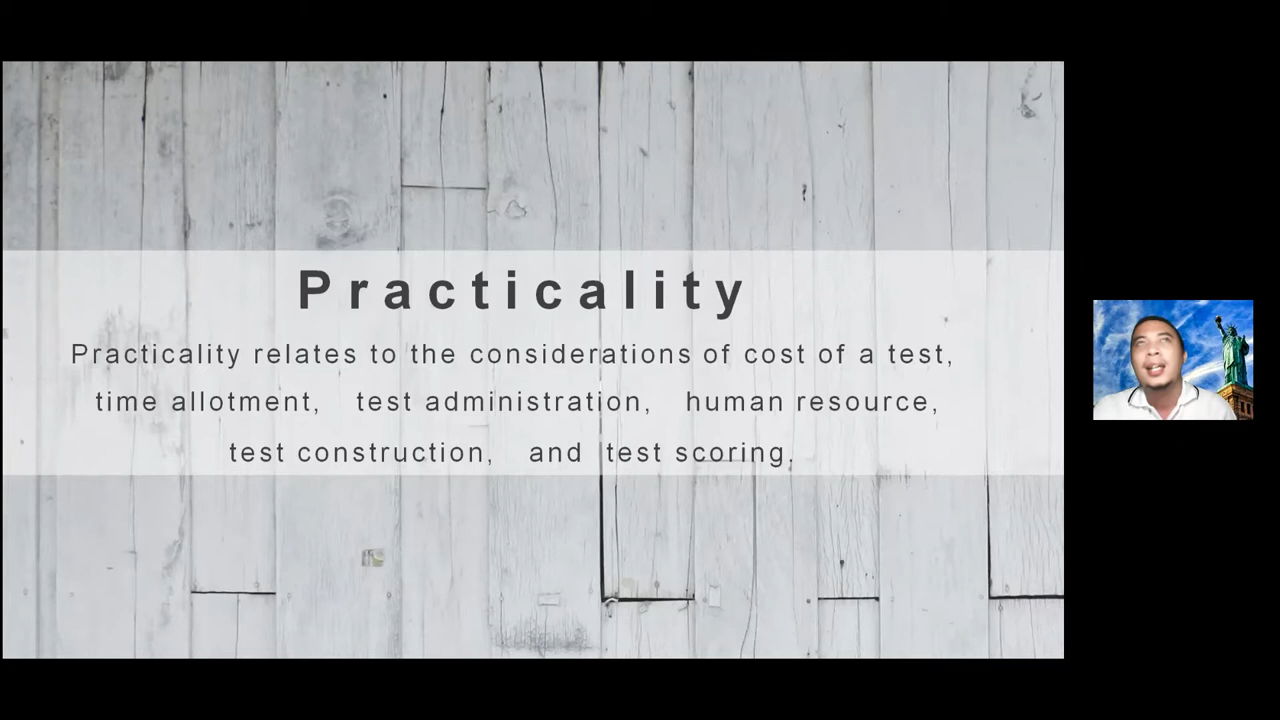 Practicality
Practicality relates to the considerations of cost of a test,
time allotment, test administration, human resource,
test construction, and test scoring.